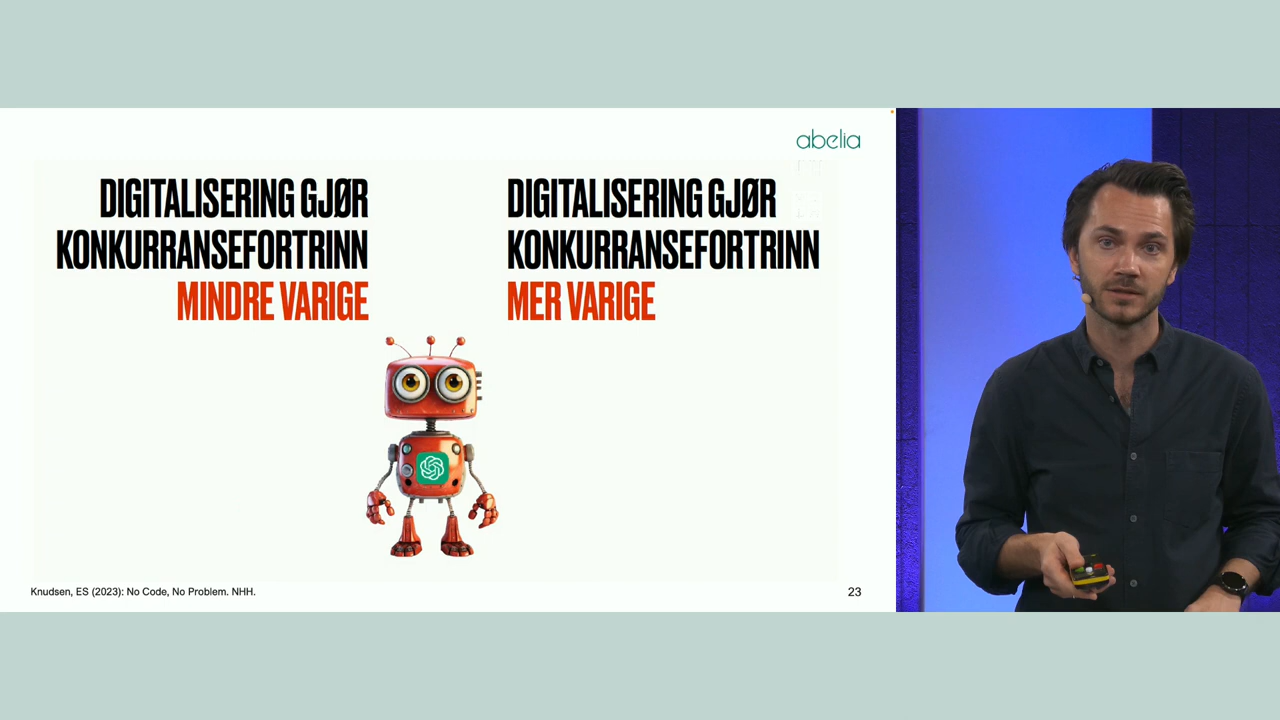 abelia
DIGITALISERING GJØR
KONKURRANSEFORTRINN
MINDRE VARIGE
DIGITALISERING GJØR
KONKURRANSEFORTRINN
MER VARIGE
Knudsen, ES (2023): No Code, No Problem. NHH.
23